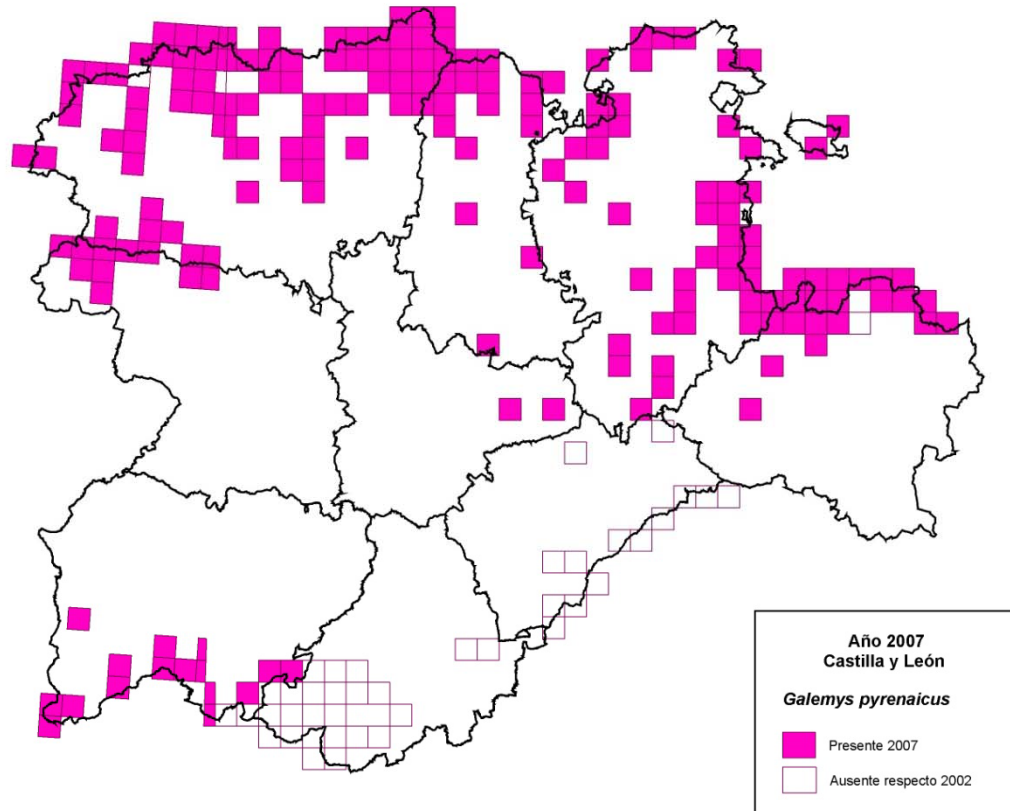 Año 2007
Castilla y León
Galemys pyrenaicus
Presente 2007
Ausente respecto 2002